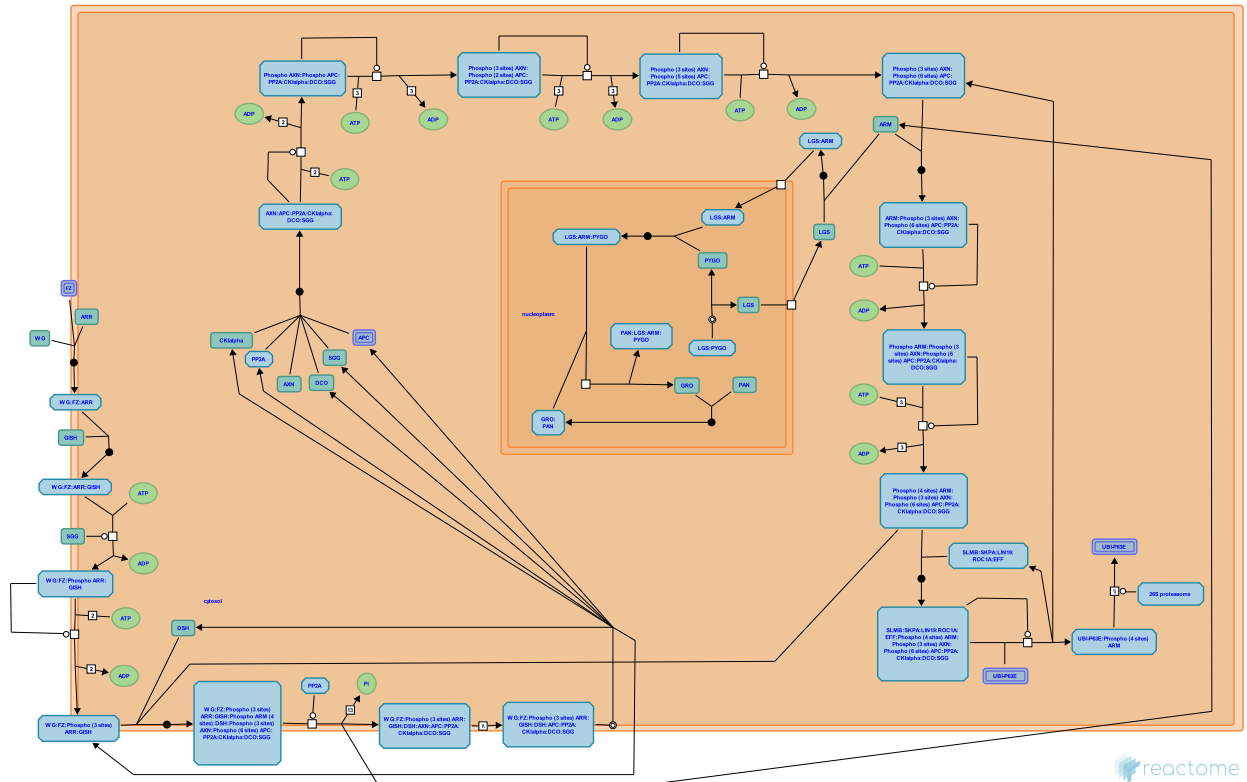 Phospho AXN:Phospho APC:
PP2A:CKIalpha:DCO:SGG
Phospho (3 sites) AXN:
Phospho (2 sites) APC:
PP2A:CKIalpha:DCO:SGG
Phospho (3 sites) AXN:
Phospho (5 sites) APC:
PP2A:CKIalpha:DCO:SGG
Phospho (3 sites) AXN:
Phospho (6 sites) APC:
PP2A:CKIalpha:DCO:SGG
3
3
3
3
ADP
ATP
ADP
ATP
ADP
ATP
ADP
2
ARM
LGS:ARM
2
ATP
AXN:APC:PP2A:CKIalpha:
DCO:SGG
LGS:ARM
LGS:ARM:PYGO
LGS
ARM:Phospho (3 sites) AXN:
Phospho (6 sites) APC:PP2A:
CKIalpha:DCO:SGG
PYGO
ATP
FZ
LGS
ADP
nucleoplasm
ARR
WG
PAN:LGS:ARM:
PYGO
LGS:PYGO
CKIalpha
PP2A
SGG
APC
AXN
DCO
Phospho ARM:Phospho (3
sites) AXN:Phospho (6
sites) APC:PP2A:CKIalpha:
DCO:SGG
GRO
PAN
ATP
3
WG:FZ:ARR
GRO:
PAN
GISH
3
ADP
WG:FZ:ARR:GISH
ATP
Phospho (4 sites) ARM:
Phospho (3 sites) AXN:
Phospho (6 sites) APC:PP2A:
CKIalpha:DCO:SGG
SGG
ADP
SLMB:SKPA:LIN19:
ROC1A:EFF
UBI-P63E
WG:FZ:Phospho ARR:
GISH
26S proteasome
cytosol
2
ATP
DSH
SLMB:SKPA:LIN19:ROC1A:
EFF:Phospho (4 sites) ARM:
Phospho (3 sites) AXN:
Phospho (6 sites) APC:PP2A:
CKIalpha:DCO:SGG
UBI-P63E:Phospho (4 sites)
ARM
2
ADP
UBI-P63E
PP2A
Pi
13
WG:FZ:Phospho (3 sites)
ARR:GISH
WG:FZ:Phospho (3 sites)
ARR:GISH:Phospho ARM (4
sites):DSH:Phospho (3 sites)
AXN:Phospho (6 sites) APC:
PP2A:CKIalpha:DCO:SGG
WG:FZ:Phospho (3 sites) ARR:
GISH:DSH:AXN:APC:PP2A:
CKIalpha:DCO:SGG
WG:FZ:Phospho (3 sites) ARR:
GISH:DSH:APC:PP2A:
CKIalpha:DCO:SGG
reactome